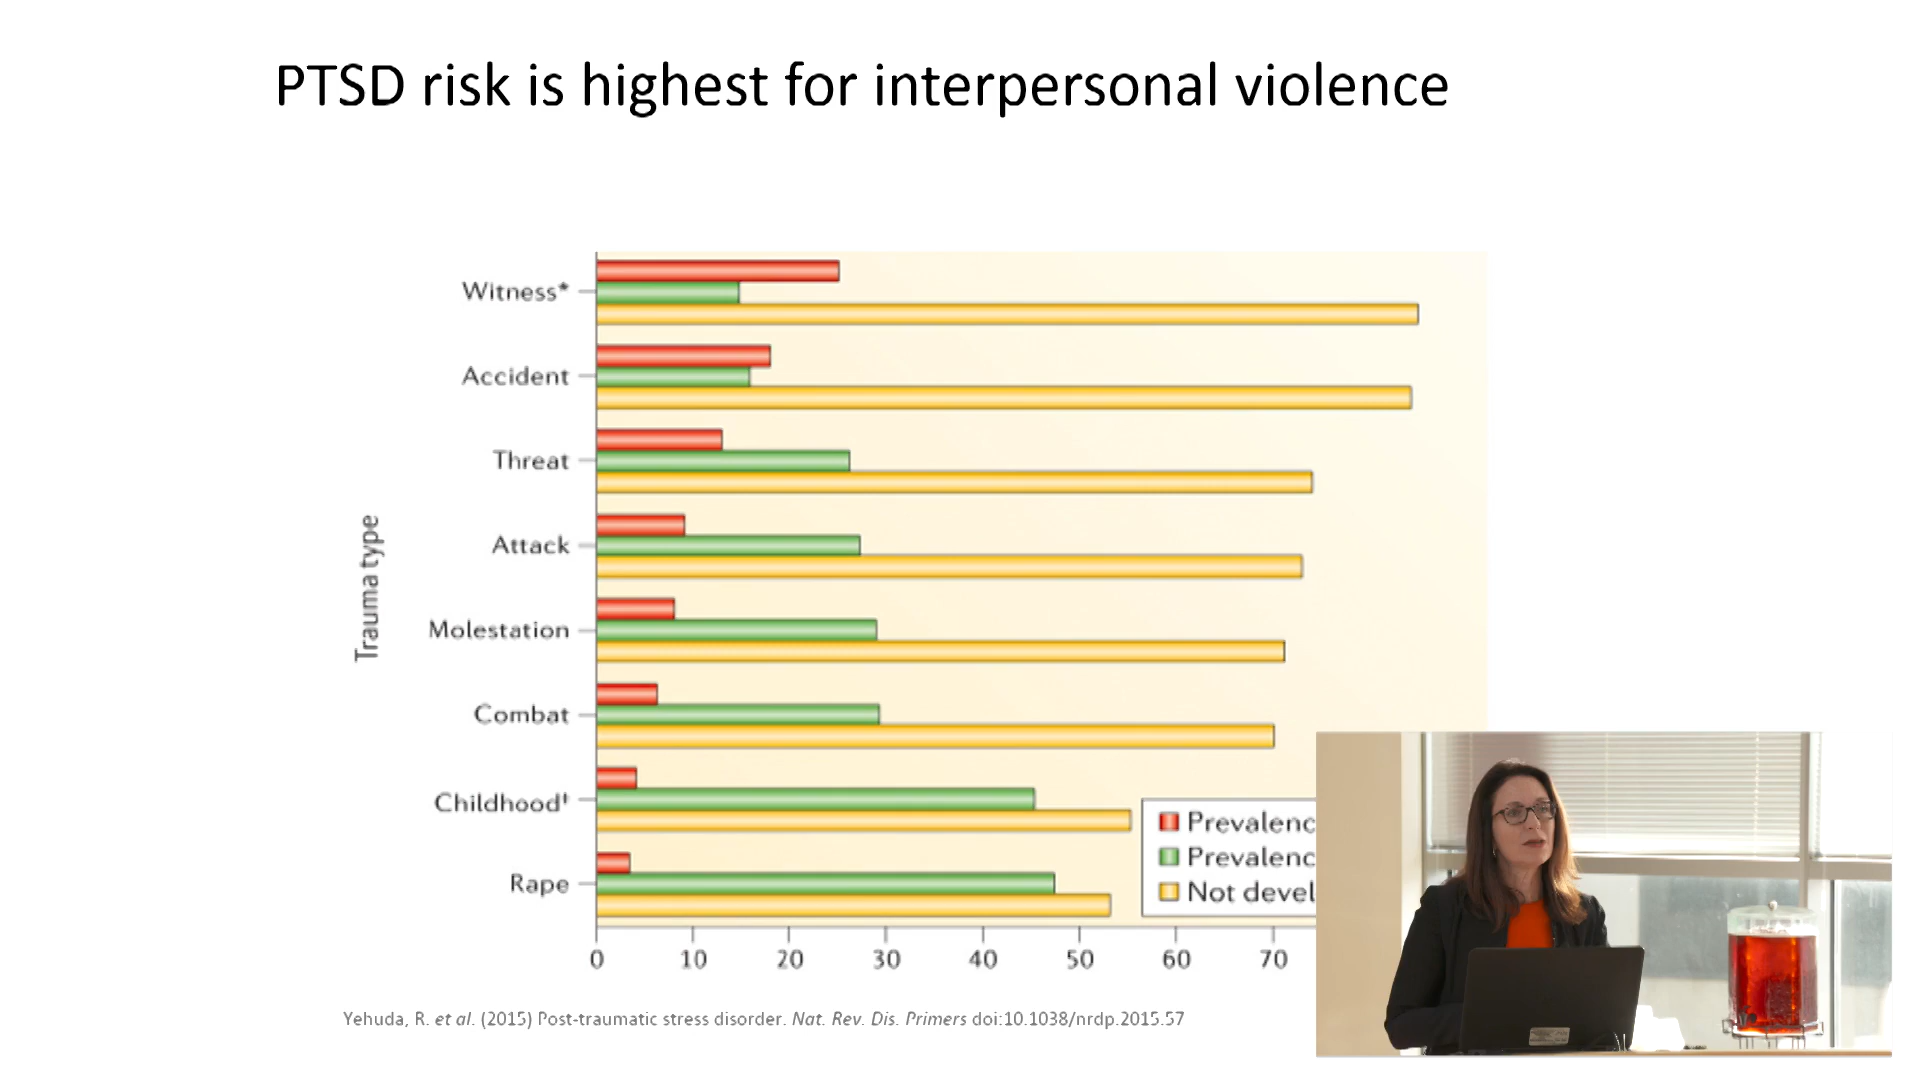 PTSD risk is highest for interpersonal violence
Trauma type
Witness*
Accident
Threat
Attack
Molestation
Combat
Childhood†
Rape
Prevalenc
Prevalenc
Not devel
0 10 20 30 40 50 60 70
Yehuda, R. et al. (2015) Post-traumatic stress disorder. Nat. Rev. Dis. Primers doi:10.1038/nrdp.2015.57